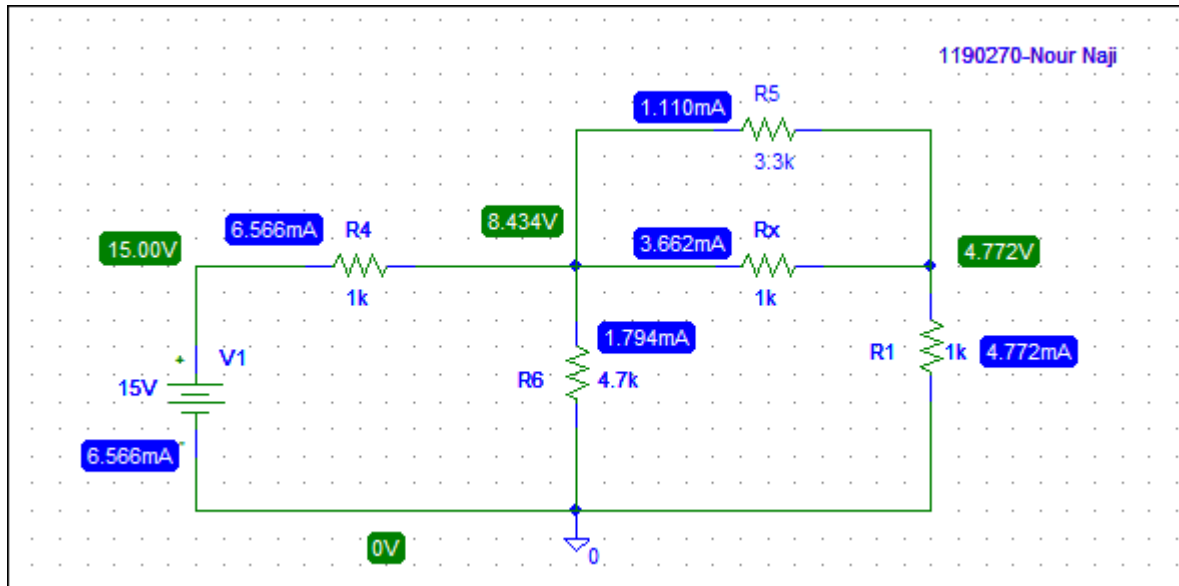 1190270-Nour Naji
R5
1.110mA
3.3k
8.434V
6.566mA
R4
15.00V
1k
3.662mA
Rx
1k
4.772V
1.794mA
R6
4.7k
R1
1k
4.772mA
+
V1
15V
-
6.566mA
0V
0